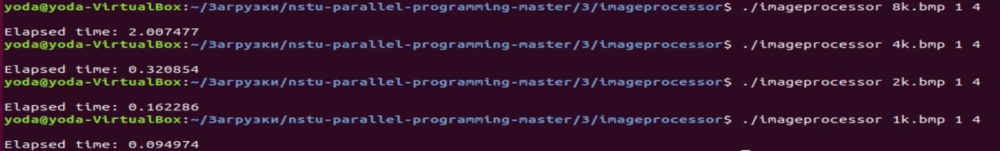 yoda@yoda-VirtualBox:~/Загрузки/nstu-parallel-programming-master/3/imageprocessor$ ./imageprocessor 8k.bmp 1 4
Elapsed time: 2.007477
yoda@yoda-VirtualBox:~/Загрузки/nstu-parallel-programming-master/3/imageprocessor$ ./imageprocessor 4k.bmp 1 4
Elapsed time: 0.320854
yoda@yoda-VirtualBox:~/Загрузки/nstu-parallel-programming-master/3/imageprocessor$ ./imageprocessor 2k.bmp 1 4
Elapsed time: 0.162286
yoda@yoda-VirtualBox:~/Загрузки/nstu-parallel-programming-master/3/imageprocessor$ ./imageprocessor 1k.bmp 1 4
Elapsed time: 0.094974